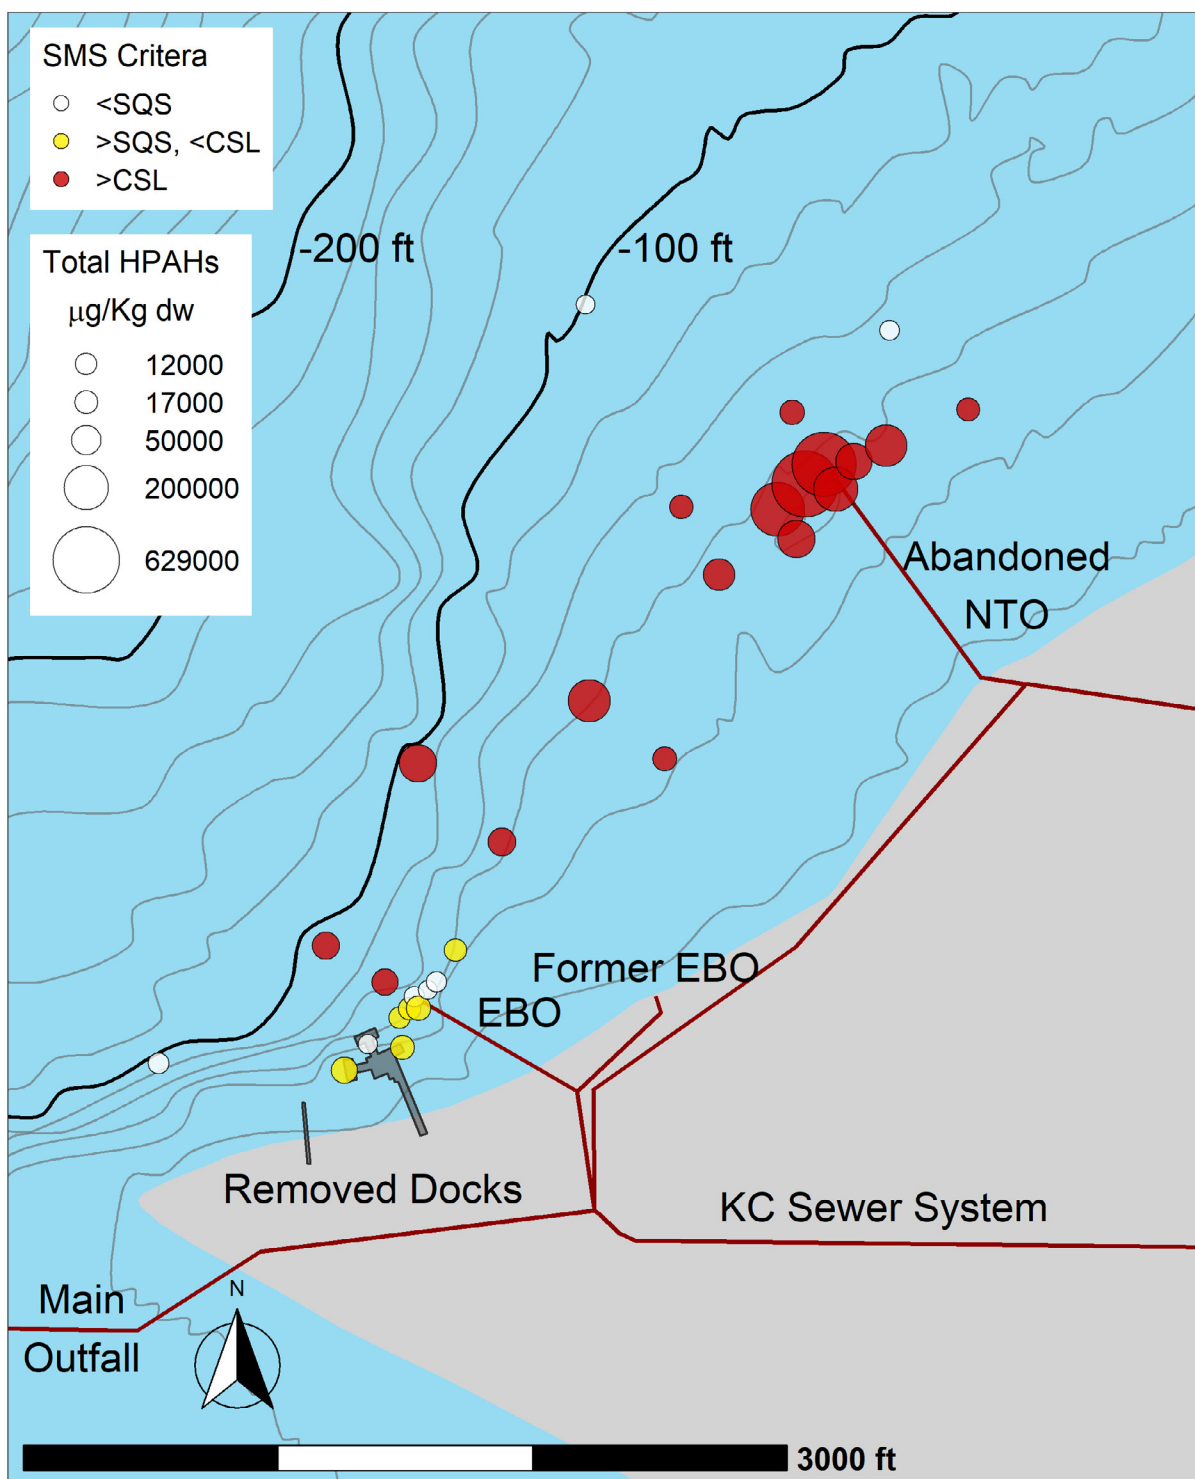 SMS Critera
<SQS
>SQS, <CSL
>CSL
-200 ft
-100 ft
Total HPAHs
μg/Kg dw
12000
17000
50000
200000
629000
Abandoned
NTO
Former EBO
EBO
Removed Docks
KC Sewer System
Main
Outfall
N
3000 ft